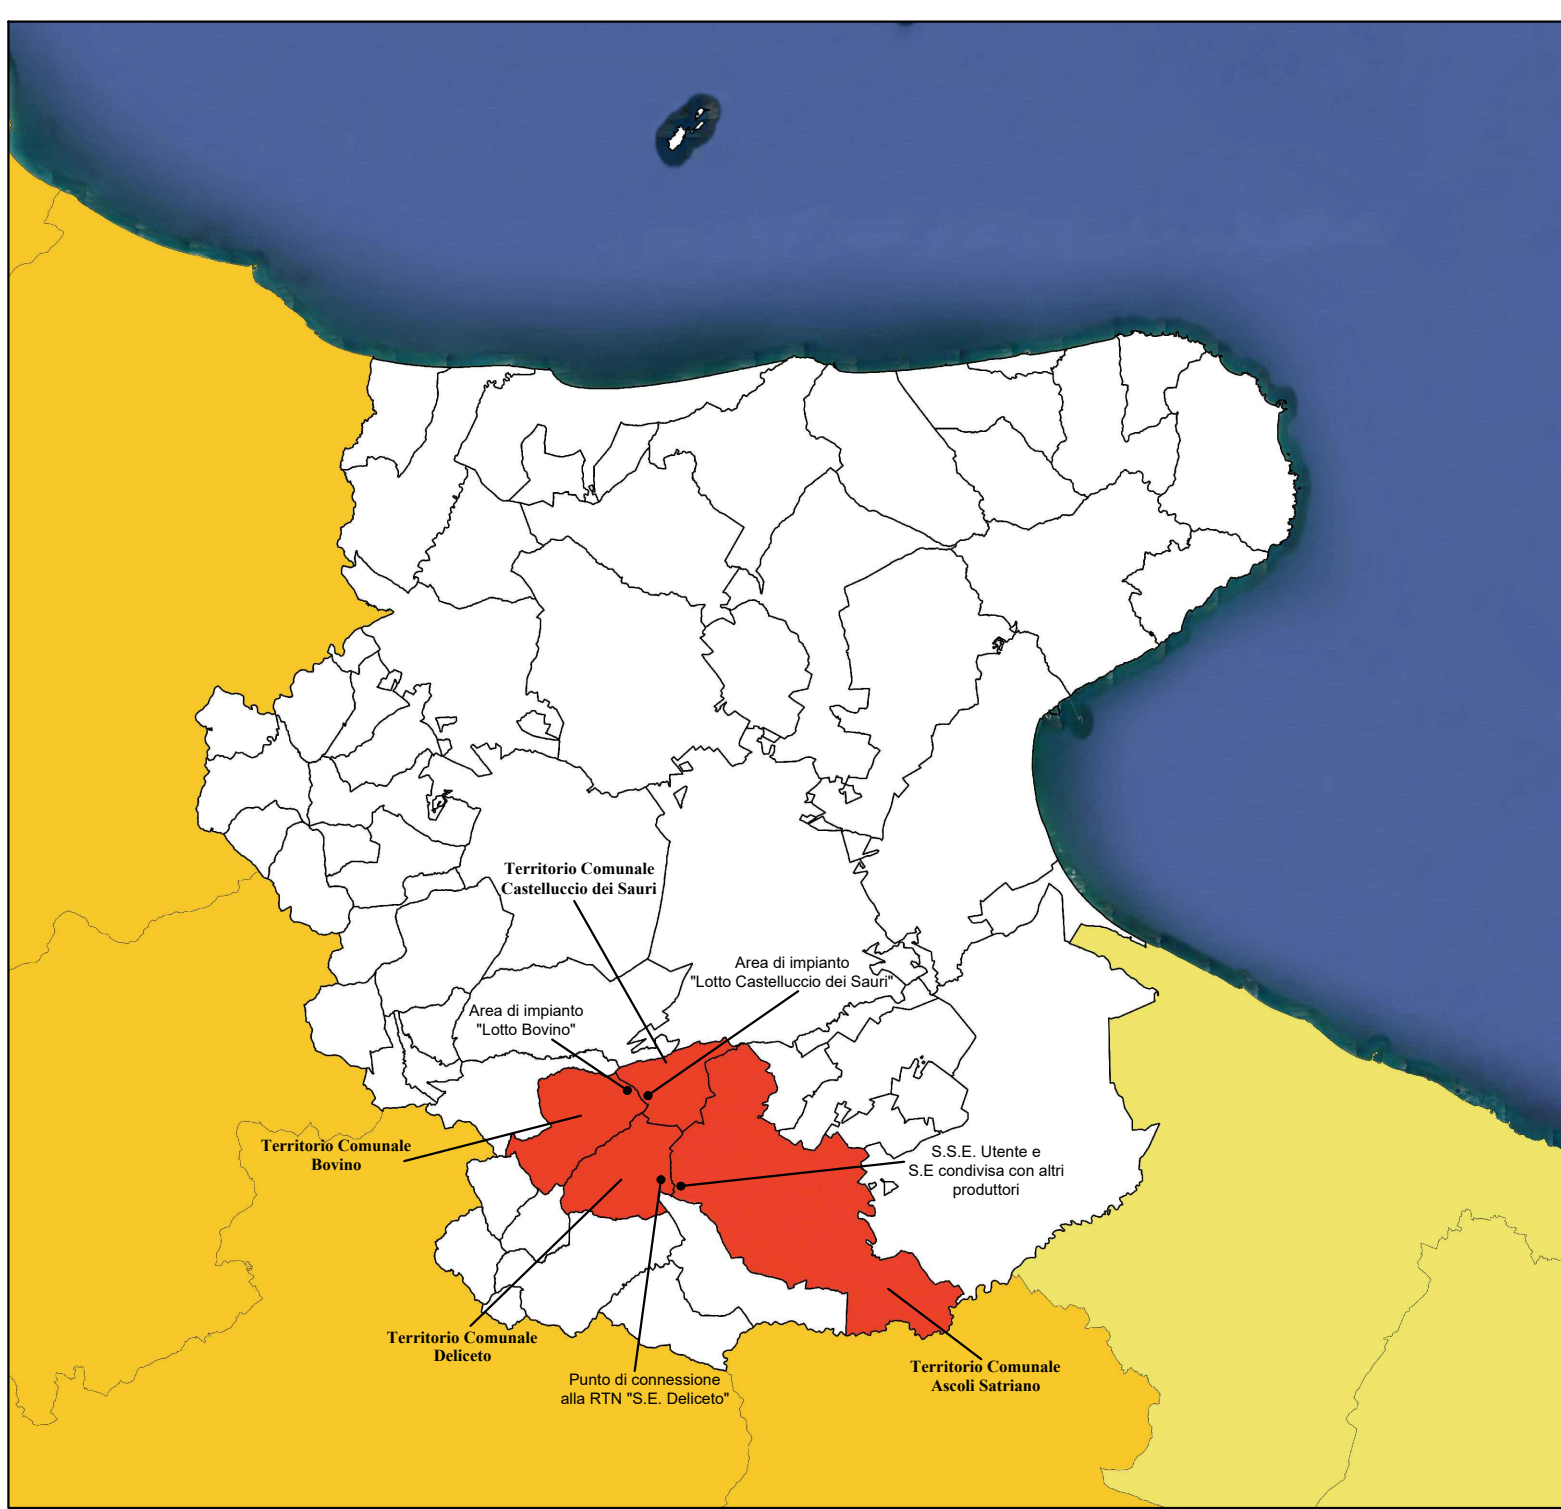 Territorio Comunale
Castelluccio dei Sauri
Area di impianto
"Lotto Castelluccio dei Sauri"
Area di impianto
"Lotto Bovino"
Territorio Comunale
Bovino
S.S.E. Utente e
S.E condivisa con altri
produttori
Territorio Comunale
Deliceto
Punto di connessione
alla RTN "S.E. Deliceto"
Territorio Comunale
Ascoli Satriano